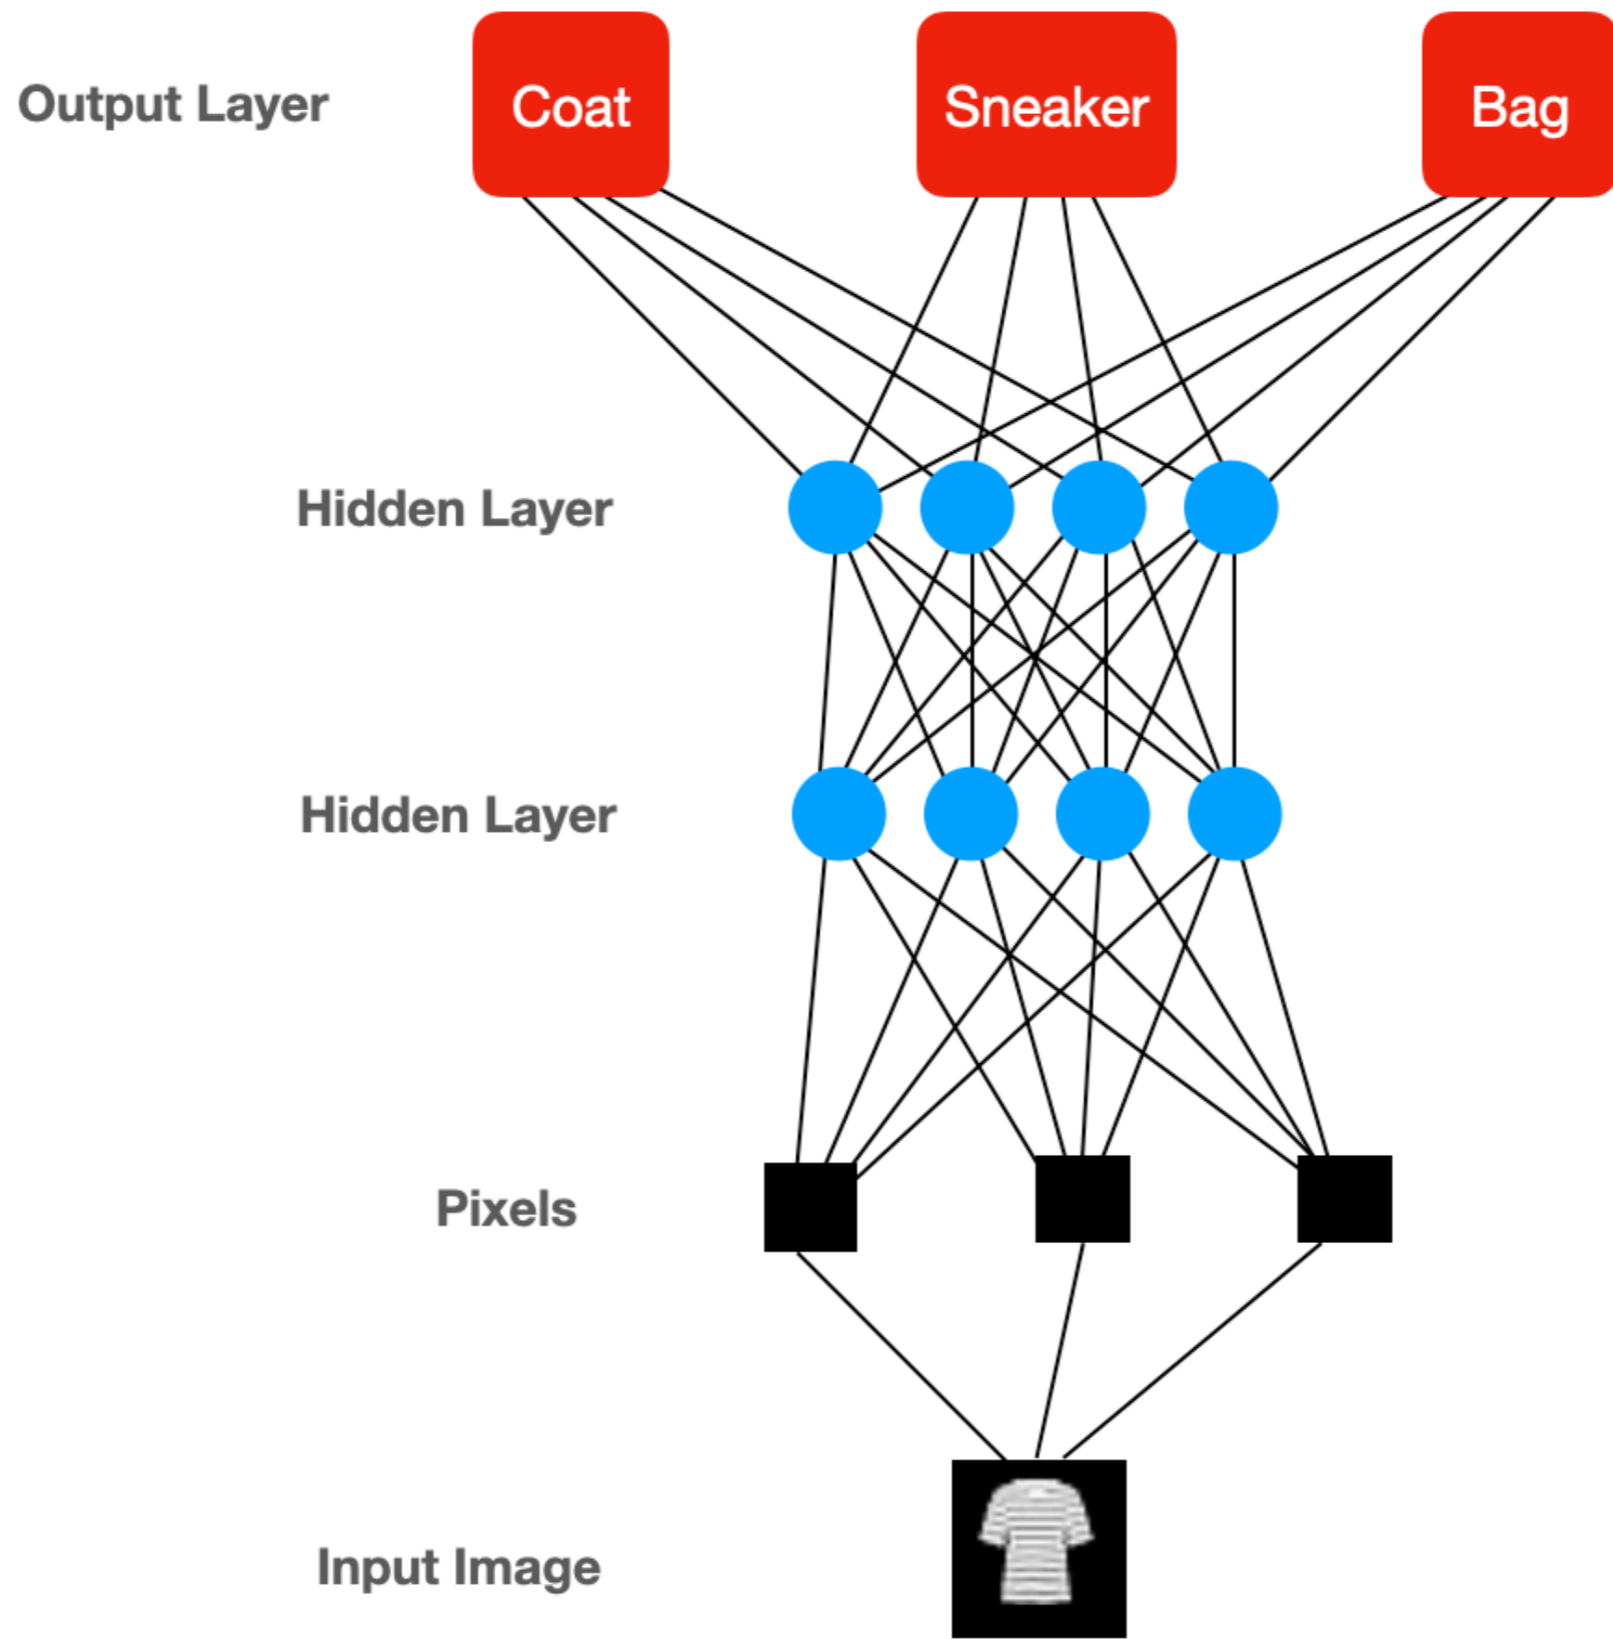 Output Layer
Coat
Sneaker
Bag
Hidden Layer
Hidden Layer
Pixels
Input Image